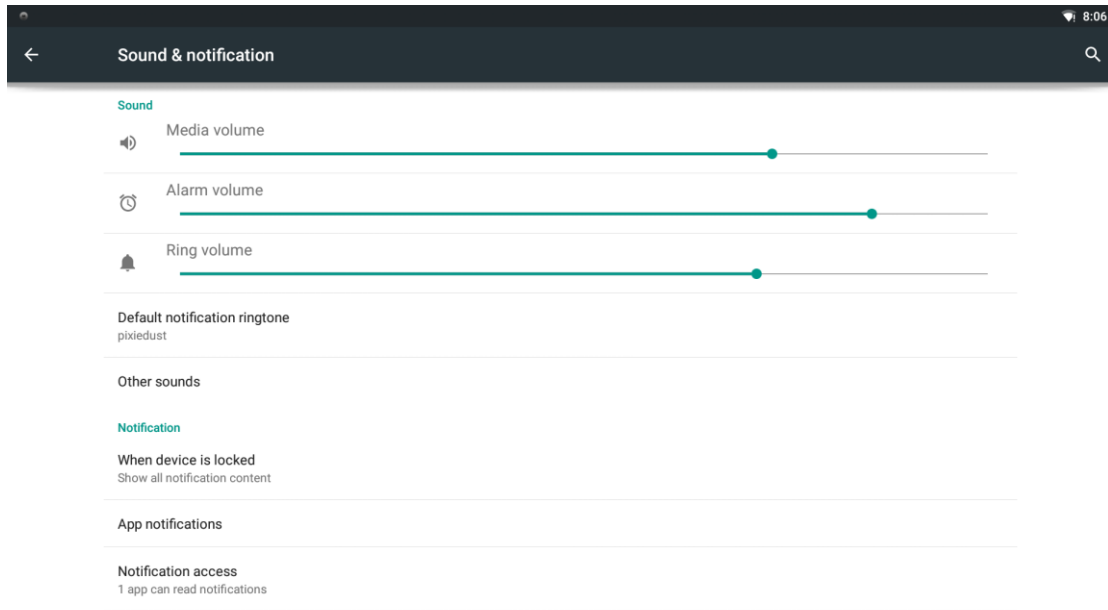 8:06
Sound & notification
Sound
Media volume
Alarm volume
Ring volume
Default notification ringtone
pixiedust
Other sounds
Notification
When device is locked
Show all notification content
App notifications
Notification access
1 app can read notifications